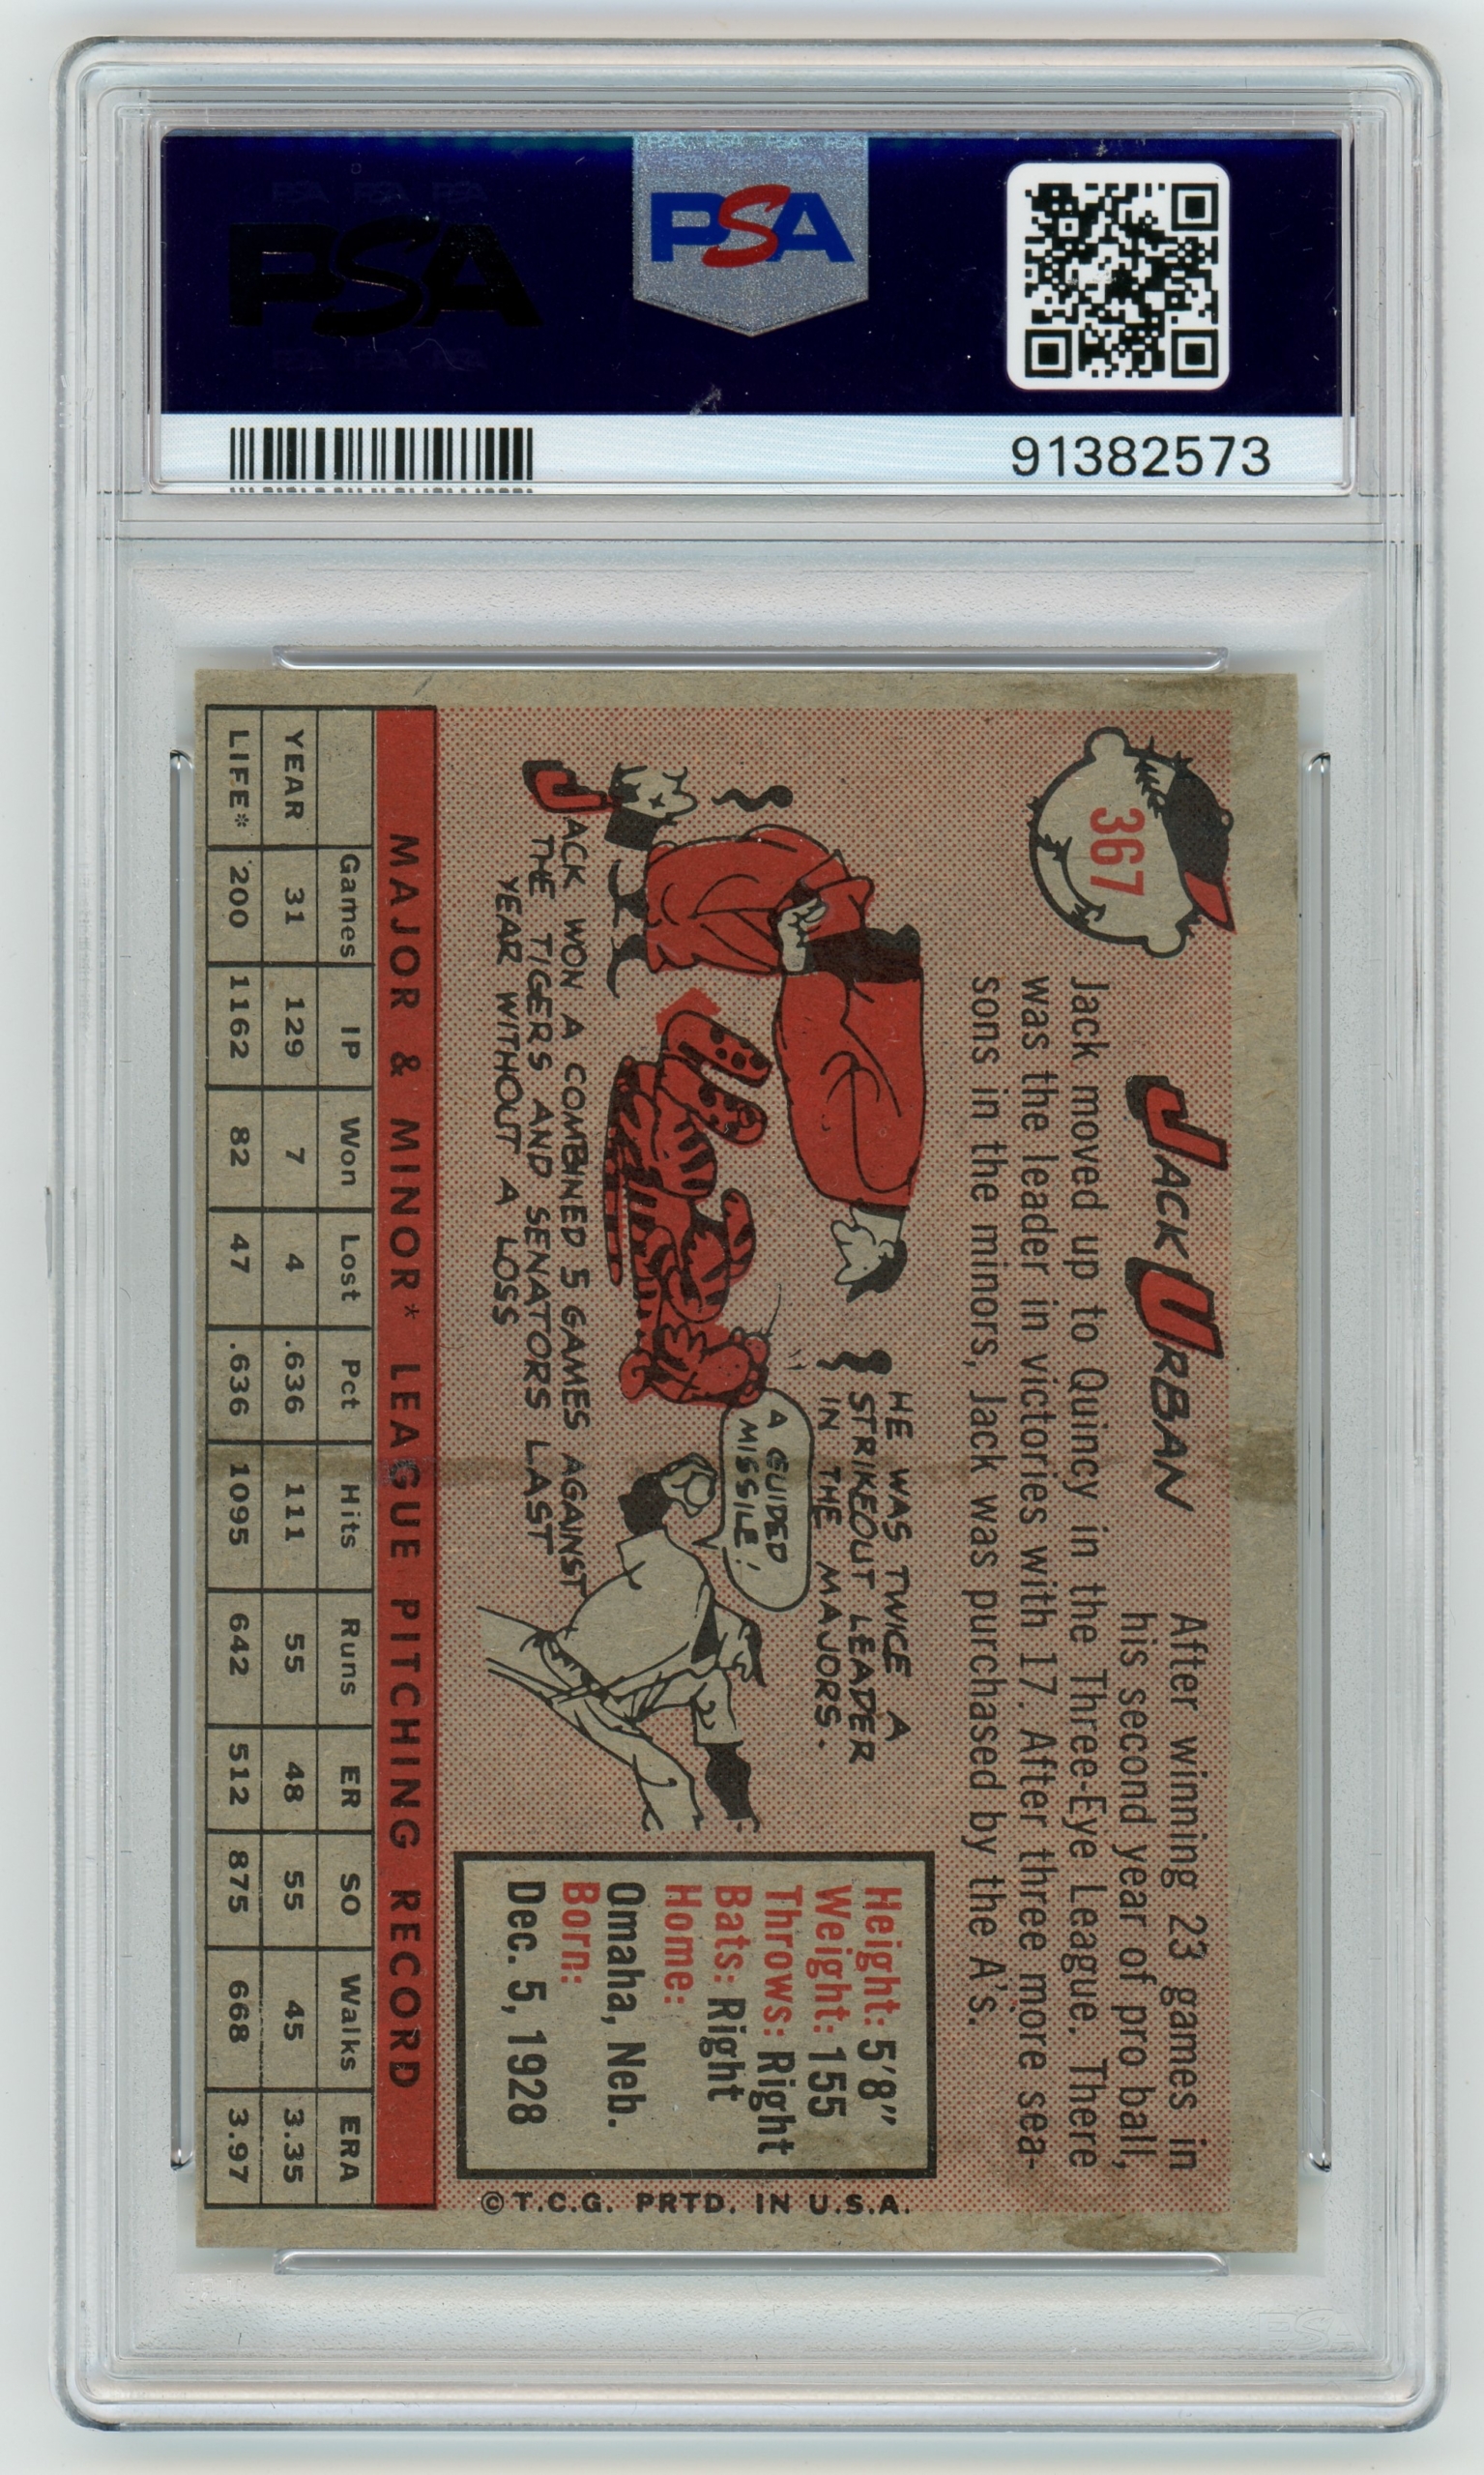 PSA
PSA
91382573
367
JACK URBAN
After winning 23 games in
his second year of pro ball,
Jack moved up to Quincy in the Three-Eye League. There
was the leader in victories with 17. After three more sea-
sons in the minors, Jack was purchased by the A's.
JACK WON A COMBINED 5 GAMES AGAINST
THE TIGERS AND SENATORS LAST
YEAR WITHOUT A LOSS
HE WAS TWICE A
STRIKEOUT LEADER
IN THE MAJORS.
A GUIDED
MISSILE!
Height: 5'8"
Weight: 155
Throws: Right
Bats: Right
Home:
Omaha, Neb.
Born:
Dec. 5, 1928
© T.C.G. PRTD. IN U.S.A.
MAJOR & MINOR* LEAGUE PITCHING RECORD
Games IP Won Lost Pct Hits Runs ER SO Walks ERA
YEAR 31 129 7 4 .636 111 55 48 55 45 3.35
LIFE* 200 1162 82 47 .636 1095 642 512 875 668 3.97